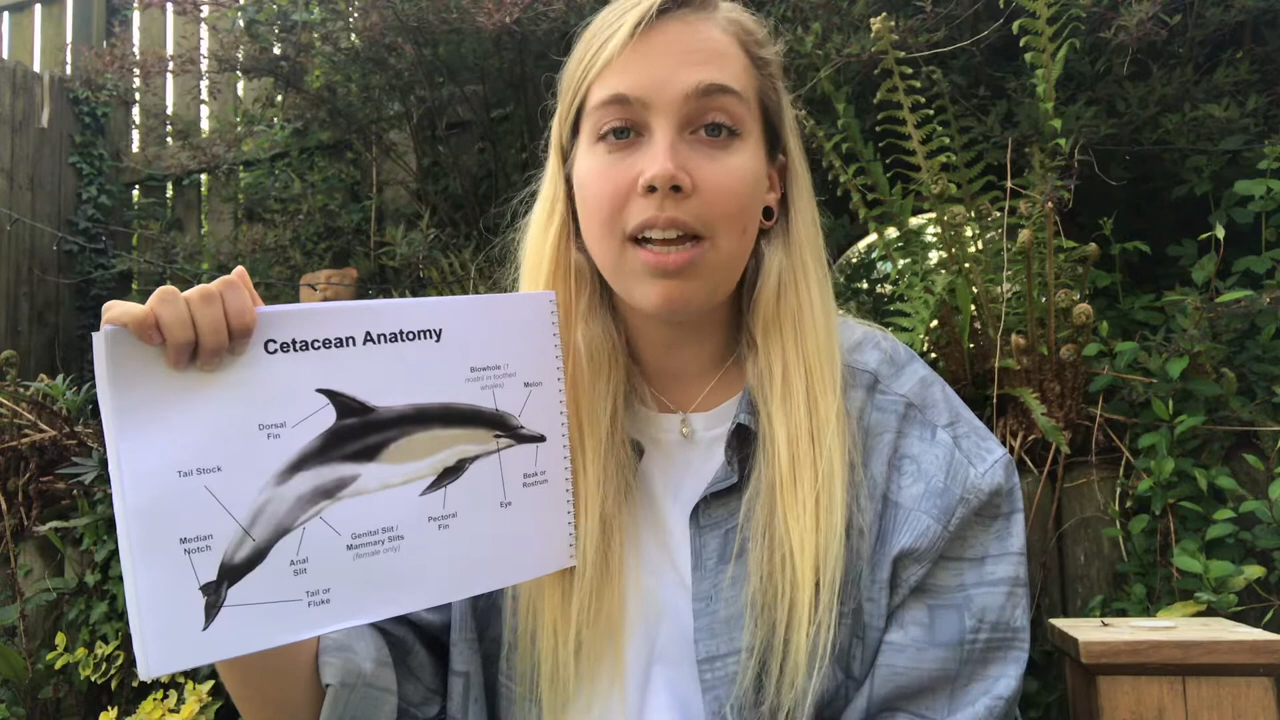 Cetacean Anatomy
Blowhole (1
nostril in toothed
whales)
Melon
Dorsal
Fin
Tail Stock
Beak or
Rostrum
Eye
Pectoral
Fin
Genital Slit /
Mammary Slits
(female only)
Median
Notch
Anal
Slit
Tail or
Fluke